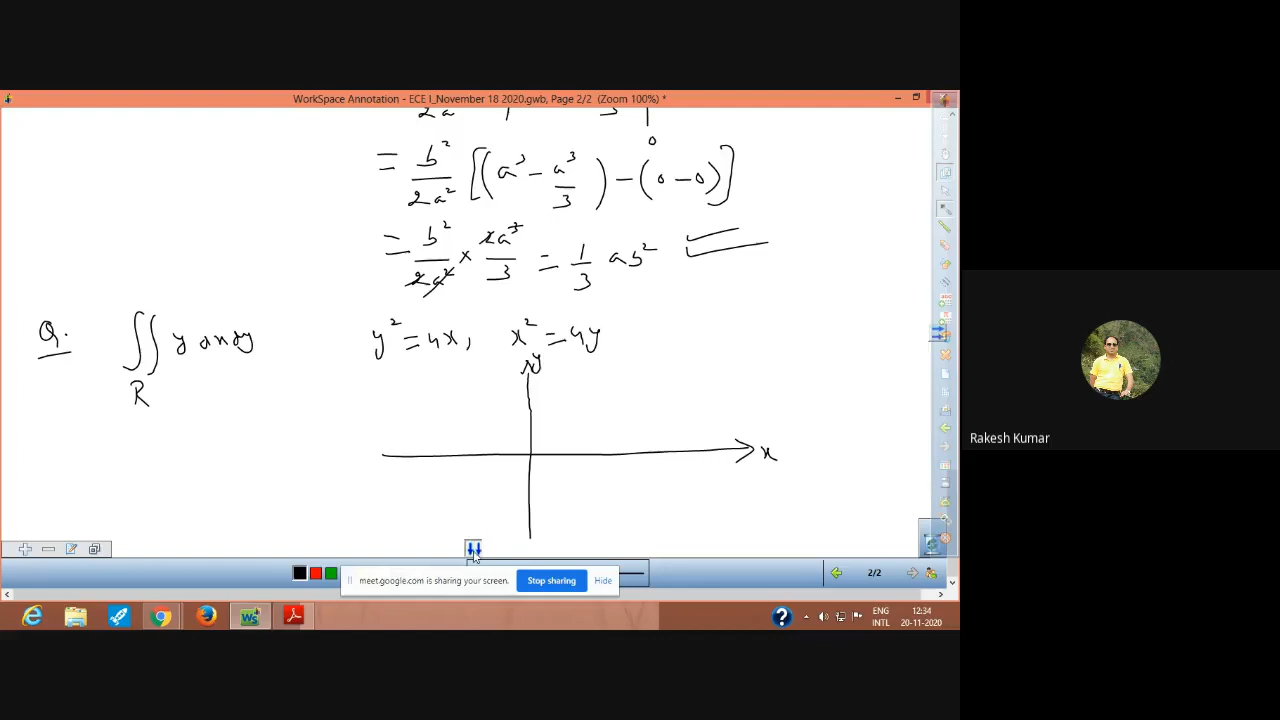 WorkSpace Annotation - ECE I_November 18 2020.gwb, Page 2/2 (Zoom 100%) *
= b²/2a² [(a³ - a³/3) - (0 - 0)]
= b²/2a² × 2a³/3 = 1/3 ab²
Q. ∬_R y dxdy y² = 4x, x² = 4y
y
x
Rakesh Kumar
meet.google.com is sharing your screen. Stop sharing Hide
2/2
ENG 12:34
INTL 20-11-2020